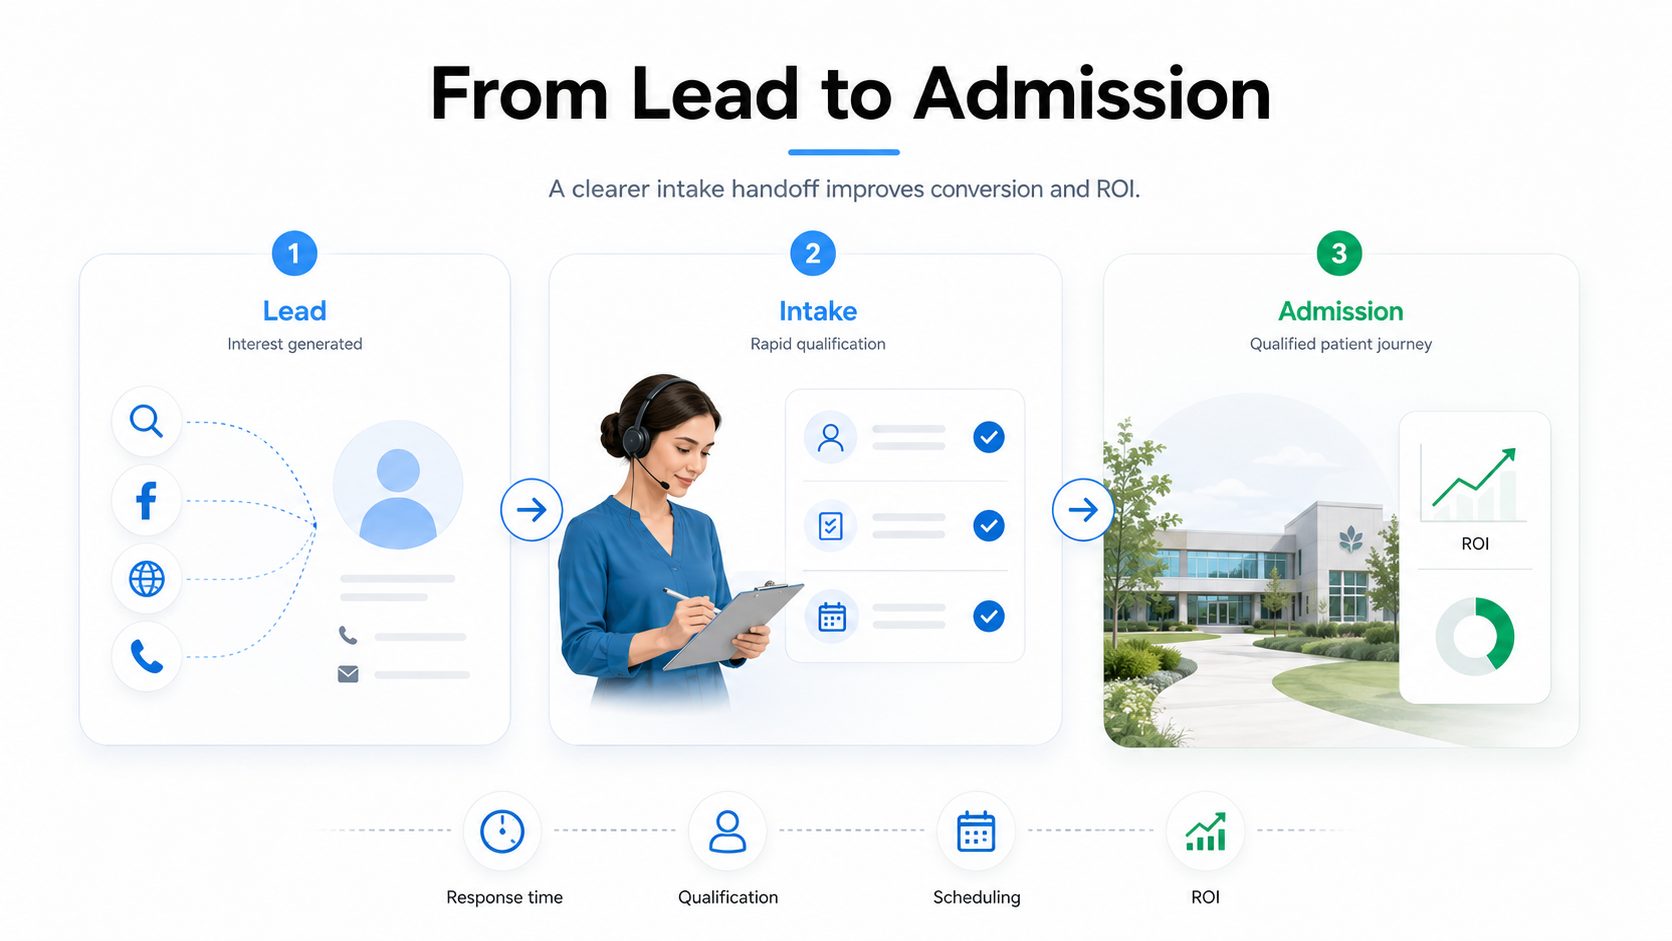 From Lead to Admission
A clearer intake handoff improves conversion and ROI.
1
Lead
Interest generated
2
Intake
Rapid qualification
3
Admission
Qualified patient journey
ROI
Response time
Qualification
Scheduling
ROI